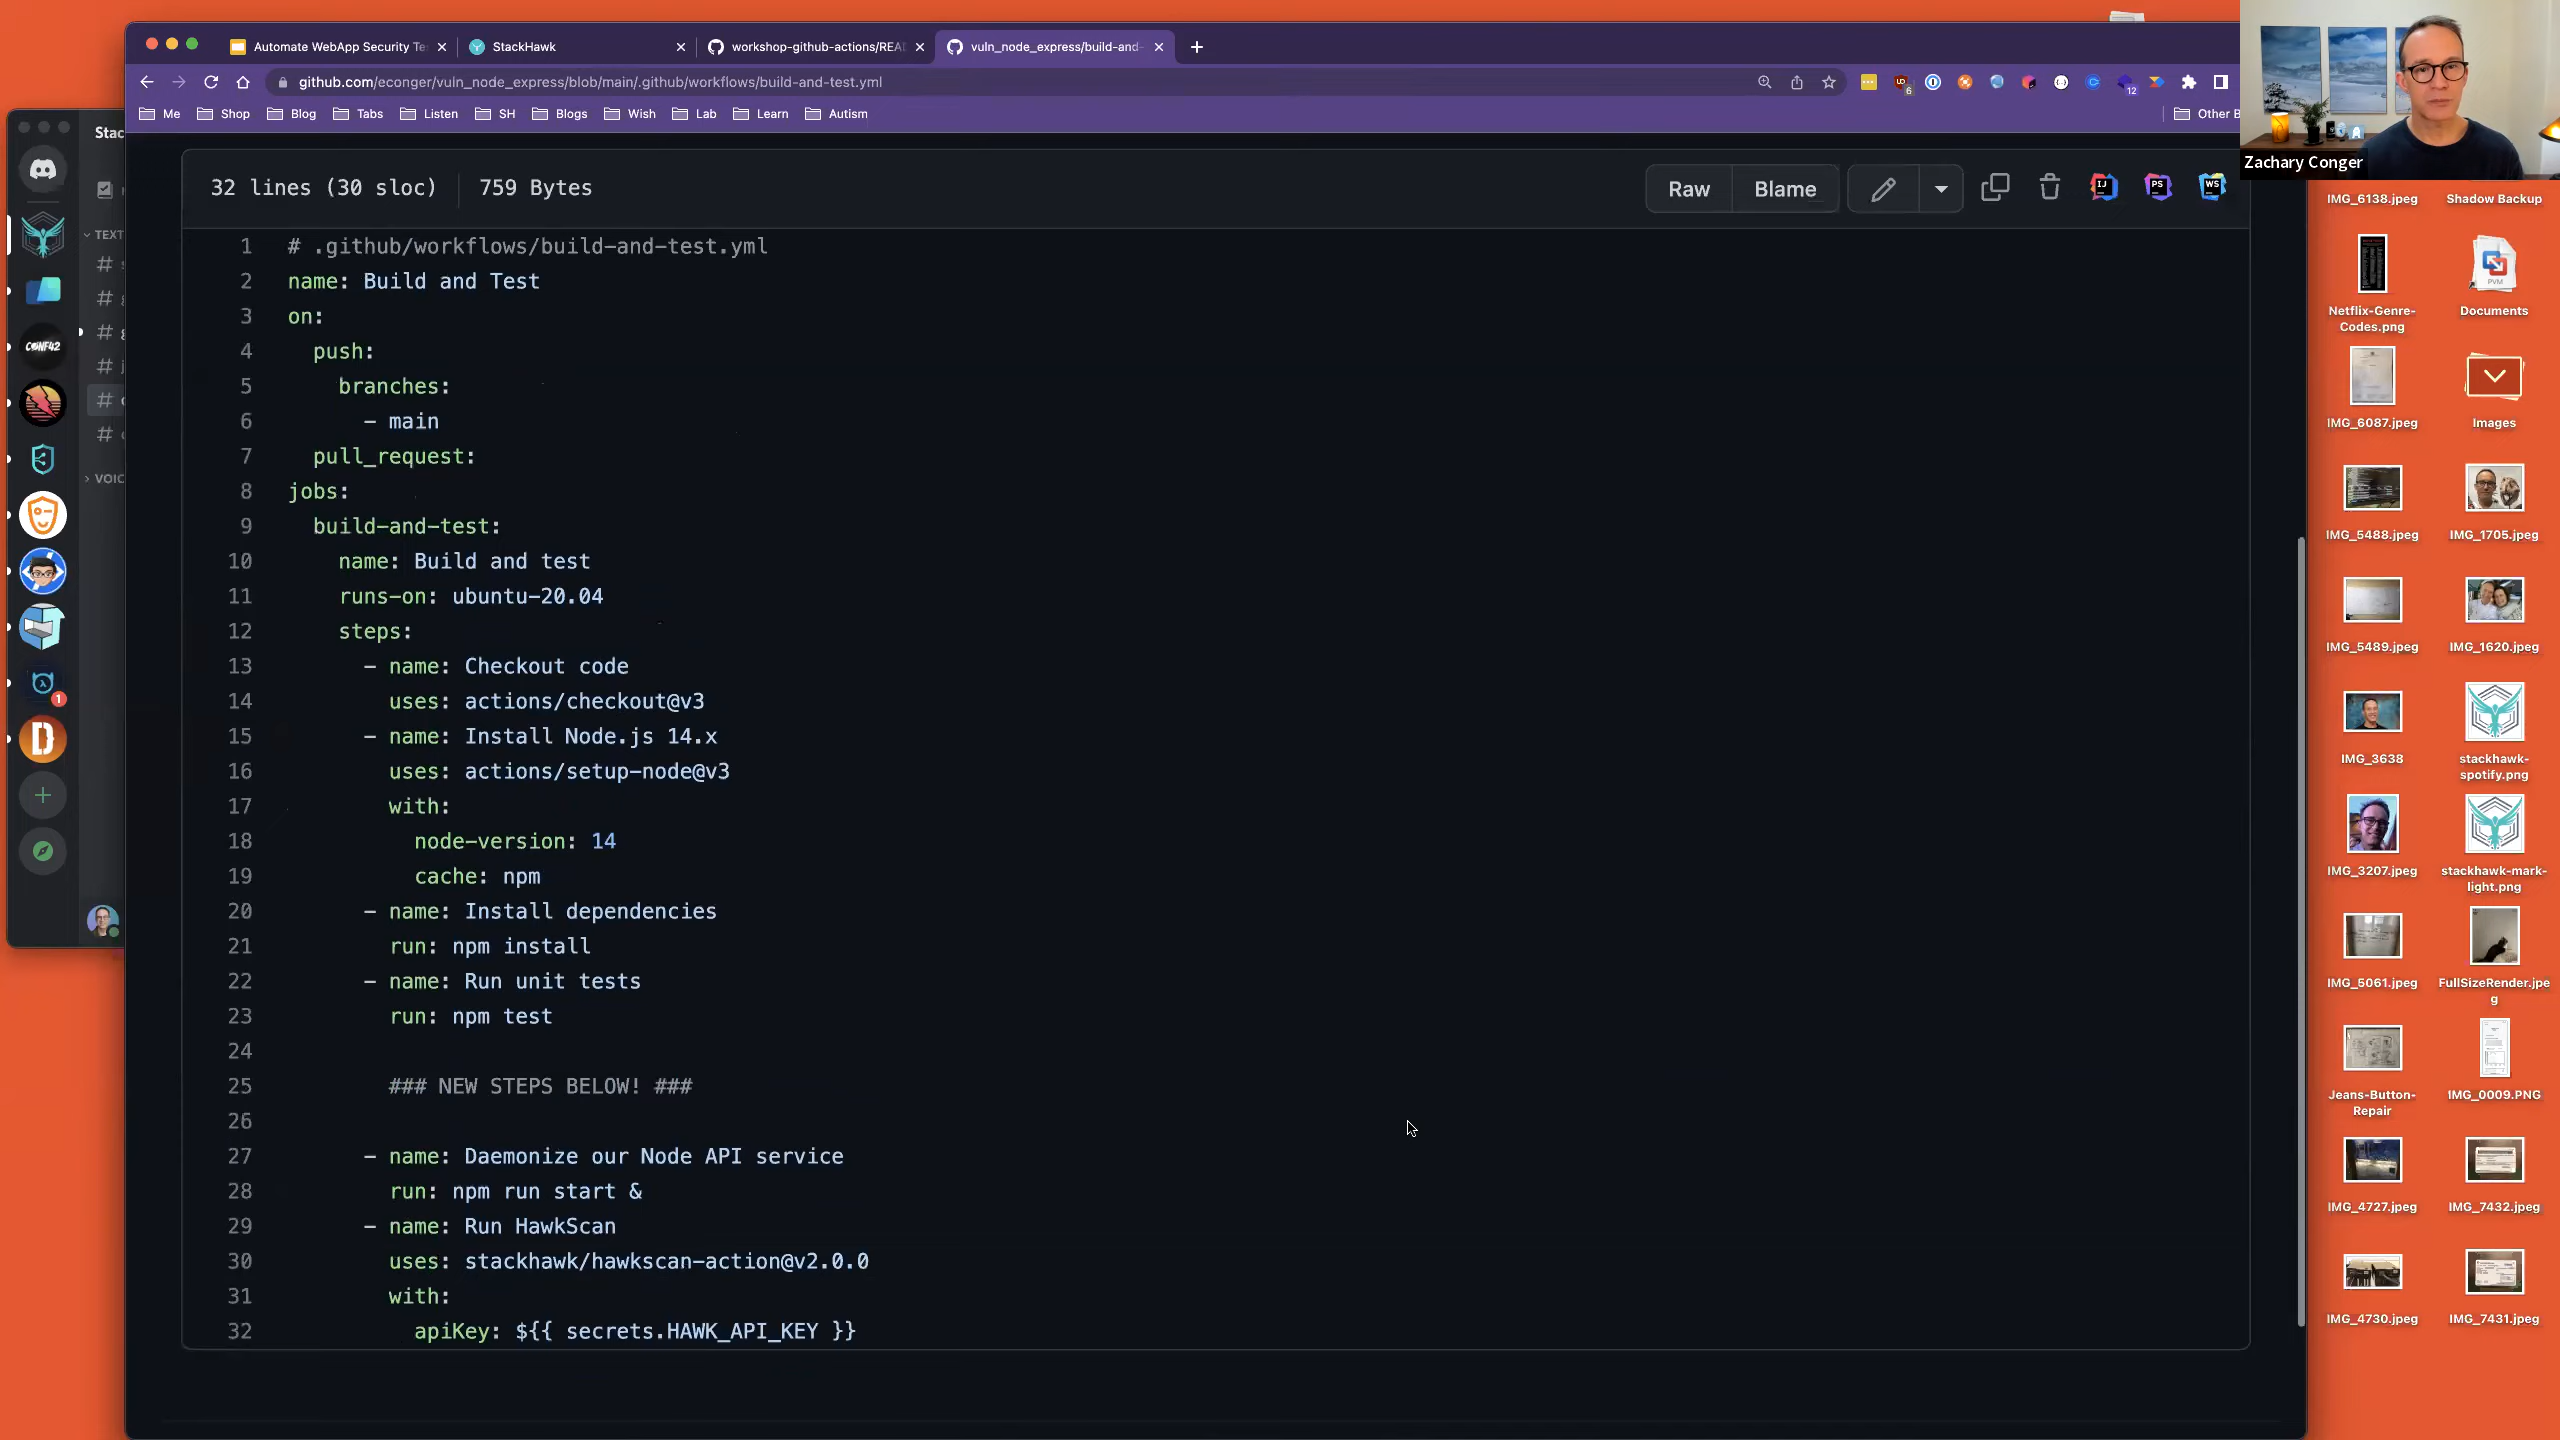 Automate WebApp Security Te
StackHawk
workshop-github-actions/REA
vuln_node_express/build-and-
github.com/econger/vuln_node_express/blob/main/.github/workflows/build-and-test.yml
6
12
Me
Shop
Blog
Tabs
Listen
SH
Blogs
Wish
Lab
Learn
Autism
Other B
Zachary Conger
Stac
TEXT
VOIC
CONF42
1
32 lines (30 sloc)
759 Bytes
Raw
Blame
IJ
PS
WS
1 # .github/workflows/build-and-test.yml
2 name: Build and Test
3 on:
4 push:
5 branches:
6 - main
7 pull_request:
8 jobs:
9 build-and-test:
10 name: Build and test
11 runs-on: ubuntu-20.04
12 steps:
13 - name: Checkout code
14 uses: actions/checkout@v3
15 - name: Install Node.js 14.x
16 uses: actions/setup-node@v3
17 with:
18 node-version: 14
19 cache: npm
20 - name: Install dependencies
21 run: npm install
22 - name: Run unit tests
23 run: npm test
24
25 ### NEW STEPS BELOW! ###
26
27 - name: Daemonize our Node API service
28 run: npm run start &
29 - name: Run HawkScan
30 uses: stackhawk/hawkscan-action@v2.0.0
31 with:
32 apiKey: ${{ secrets.HAWK_API_KEY }}
IMG_6138.jpeg
Shadow Backup
Netflix-Genre-
Codes.png
PVM
Documents
IMG_6087.jpeg
Images
IMG_5488.jpeg
IMG_1705.jpeg
IMG_5489.jpeg
IMG_1620.jpeg
IMG_3638
stackhawk-
spotify.png
IMG_3207.jpeg
stackhawk-mark-
light.png
IMG_5061.jpeg
FullSizeRender.jpe
g
Jeans-Button-
Repair
IMG_0009.PNG
IMG_4727.jpeg
IMG_7432.jpeg
IMG_4730.jpeg
IMG_7431.jpeg